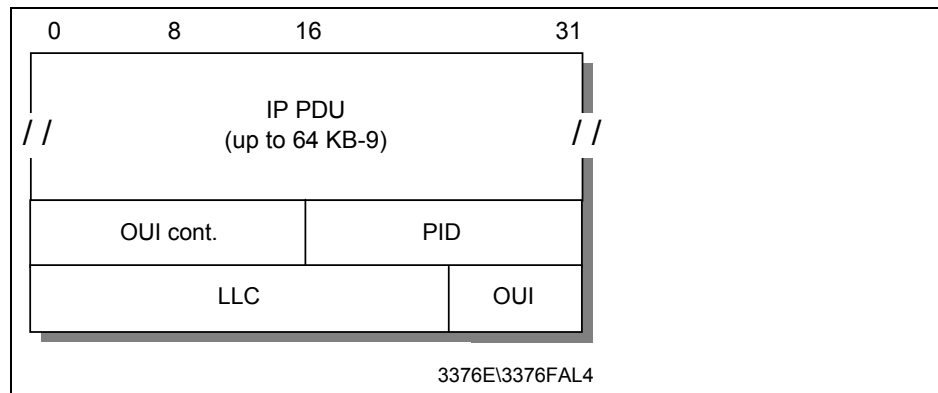 0 8 16 31
IP PDU
(up to 64 KB-9)
/ / / /
OUI cont. PID
LLC OUI
3376E\3376FAL4